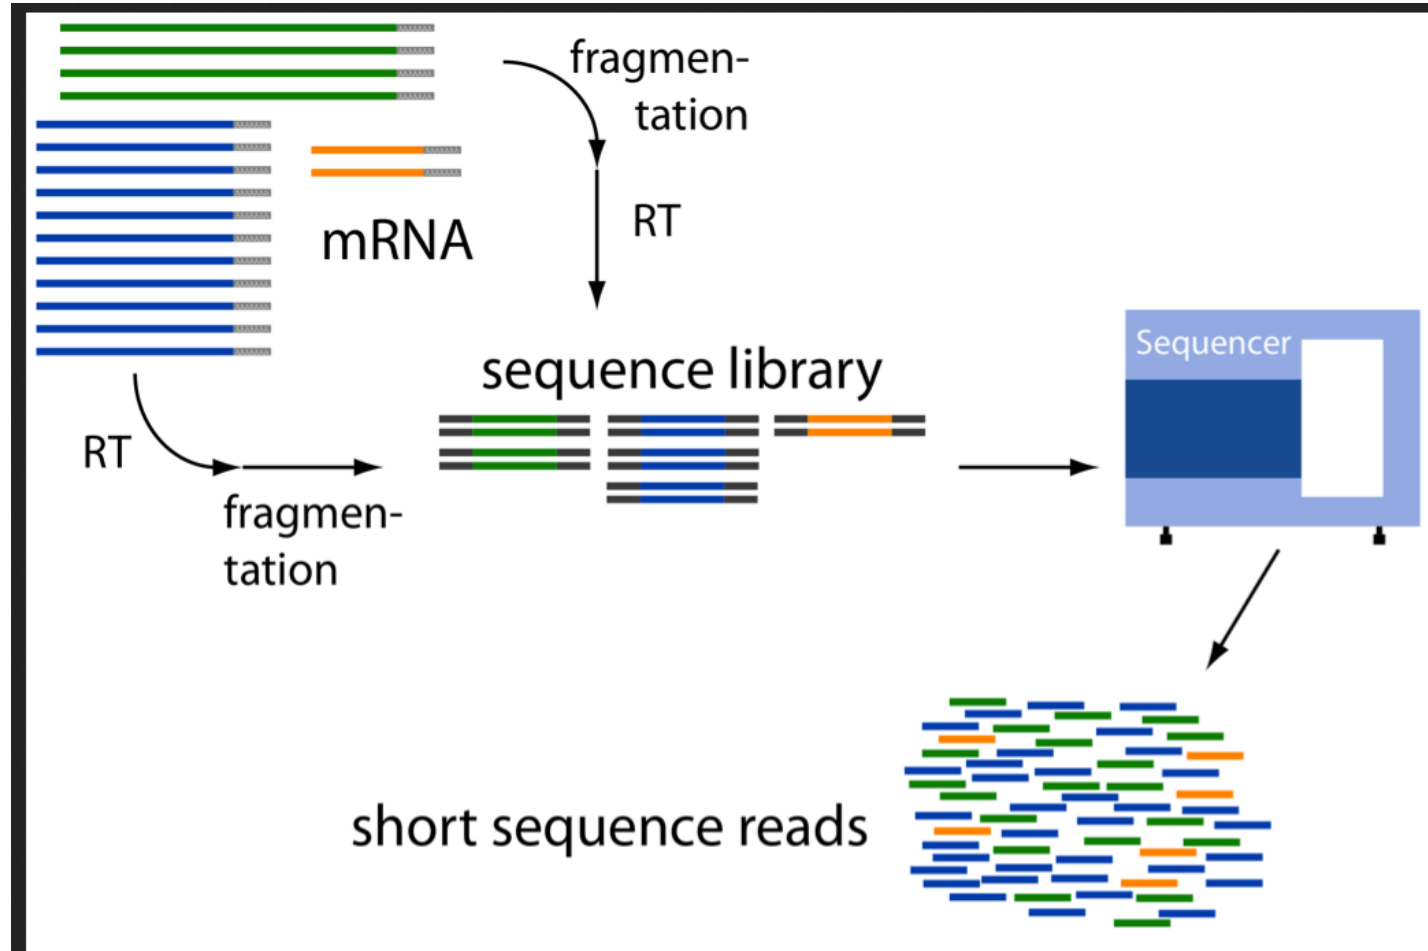 fragmen-
tation
RT
mRNA
sequence library
Sequencer
RT
fragmen-
tation
short sequence reads